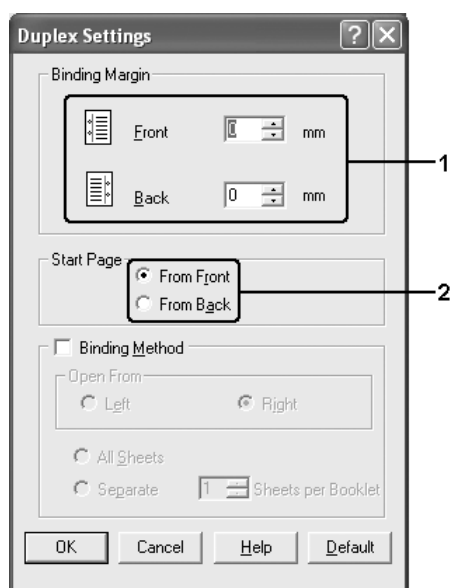 Duplex Settings
Binding Margin
Front 0 mm
1
Back 0 mm
Start Page
From Front
2
From Back
Binding Method
Open From
Left Right
All Sheets
Separate 1 Sheets per Booklet
OK Cancel Help Default